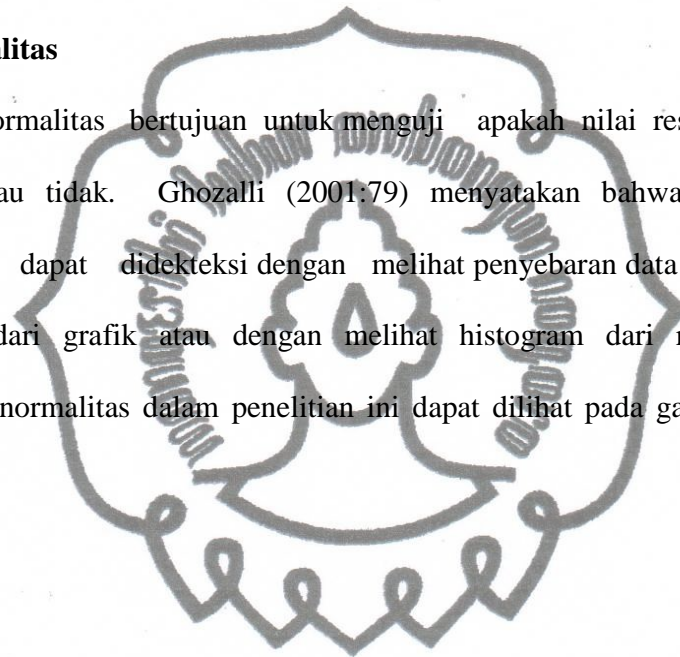 alitas
ormalitas bertujuan untuk menguji apakah nilai res
au tidak. Ghozalli (2001:79) menyatakan bahwa
dapat didekteksi dengan melihat penyebaran data
dari grafik atau dengan melihat histogram dari
normalitas dalam penelitian ini dapat dilihat pada ga